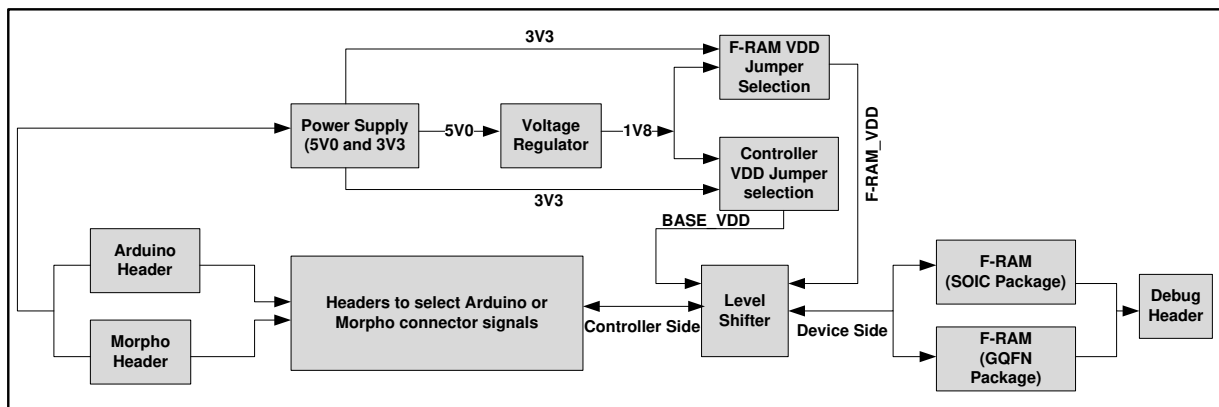 3V3
F-RAM VDD
Jumper
Selection
Power Supply
(5V0 and 3V3
5V0
Voltage
Regulator
1V8
Controller
VDD Jumper
selection
F-RAM_VDD
3V3
BASE_VDD
Arduino
Header
Morpho
Header
Headers to select Arduino or
Morpho connector signals
Controller Side
Level
Shifter
Device Side
F-RAM
(SOIC Package)
F-RAM
(GQFN
Package)
Debug
Header